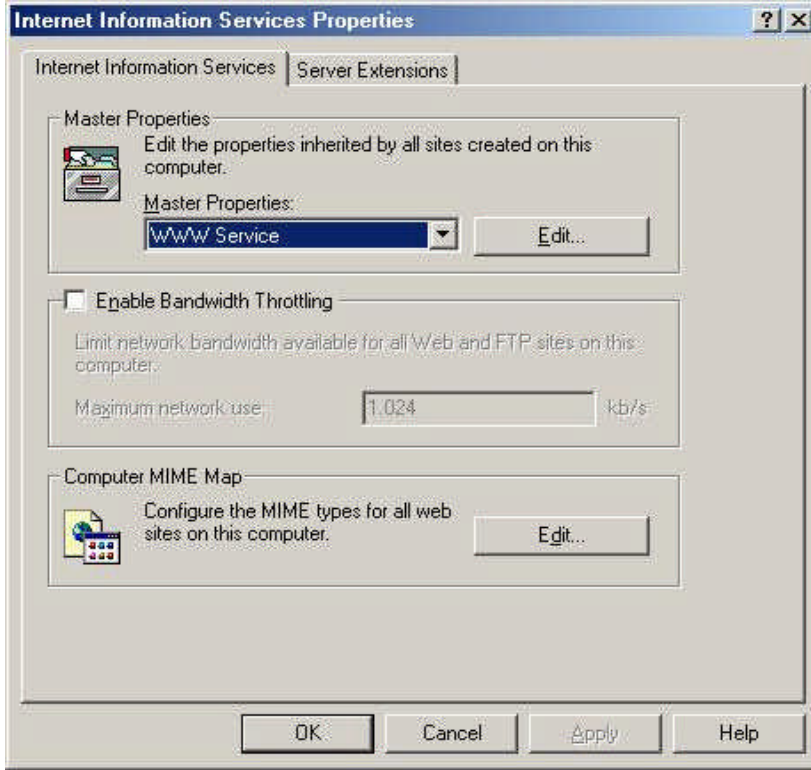 Internet Information Services Properties
Internet Information Services
Server Extensions
Master Properties
Edit the properties inherited by all sites created on this
computer.
Master Properties:
WWW Service
Edit...
Enable Bandwidth Throttling
Limit network bandwidth available for all Web and FTP sites on this
computer.
Maximum network use:
1.024
kb/s
Computer MIME Map
Configure the MIME types for all web
sites on this computer.
Edit...
OK
Cancel
Apply
Help